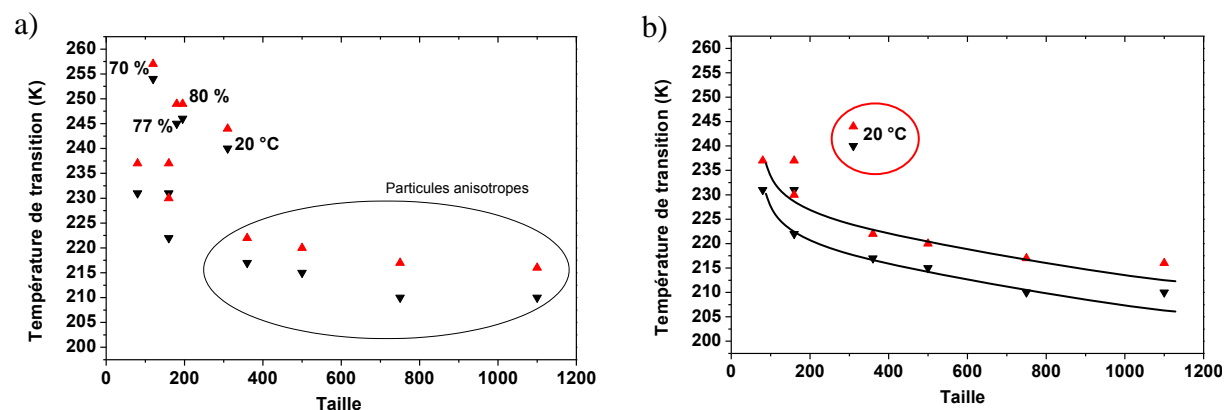 a)
Température de transition (K)
260
255
250
245
240
235
230
225
220
215
210
205
200
70 %
80 %
77 %
20 °C
Particules anisotropes
0 200 400 600 800 1000 1200
Taille
b)
Température de transition (K)
260
255
250
245
240
235
230
225
220
215
210
205
200
20 °C
0 200 400 600 800 1000 1200
Taille